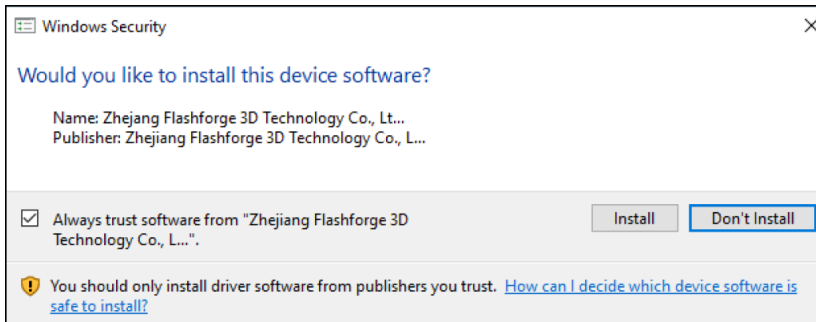 Windows Security
Would you like to install this device software?
Name: Zhejang Flashforge 3D Technology Co., Lt...
Publisher: Zhejiang Flashforge 3D Technology Co., L...
Always trust software from "Zhejiang Flashforge 3D
Technology Co., L...".
Install
Don't Install
You should only install driver software from publishers you trust. How can I decide which device software is
safe to install?